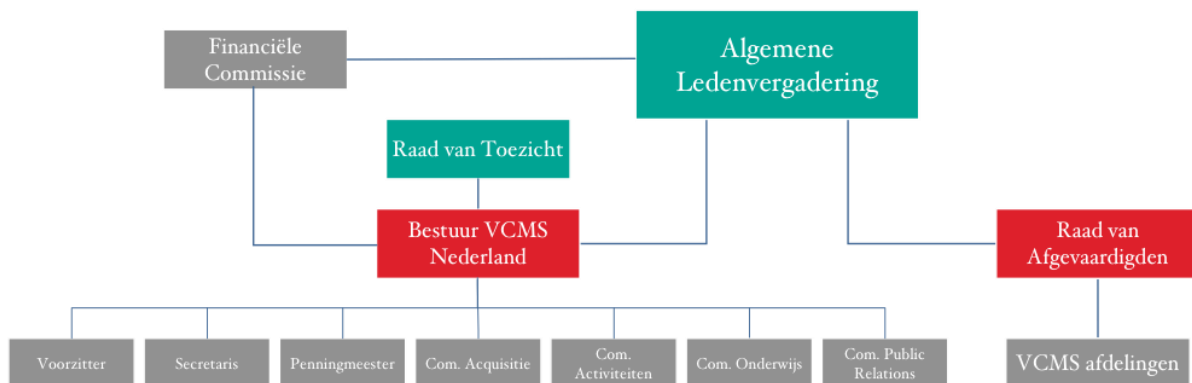 Financiële
Commissie
Algemene
Ledenvergadering
Raad van Toezicht
Bestuur VCMS
Nederland
Raad van
Afgevaardigden
Voorzitter
Secretaris
Penningmeester
Com. Acquisitie
Com.
Activiteiten
Com. Onderwijs
Com. Public
Relations
VCMS afdelingen